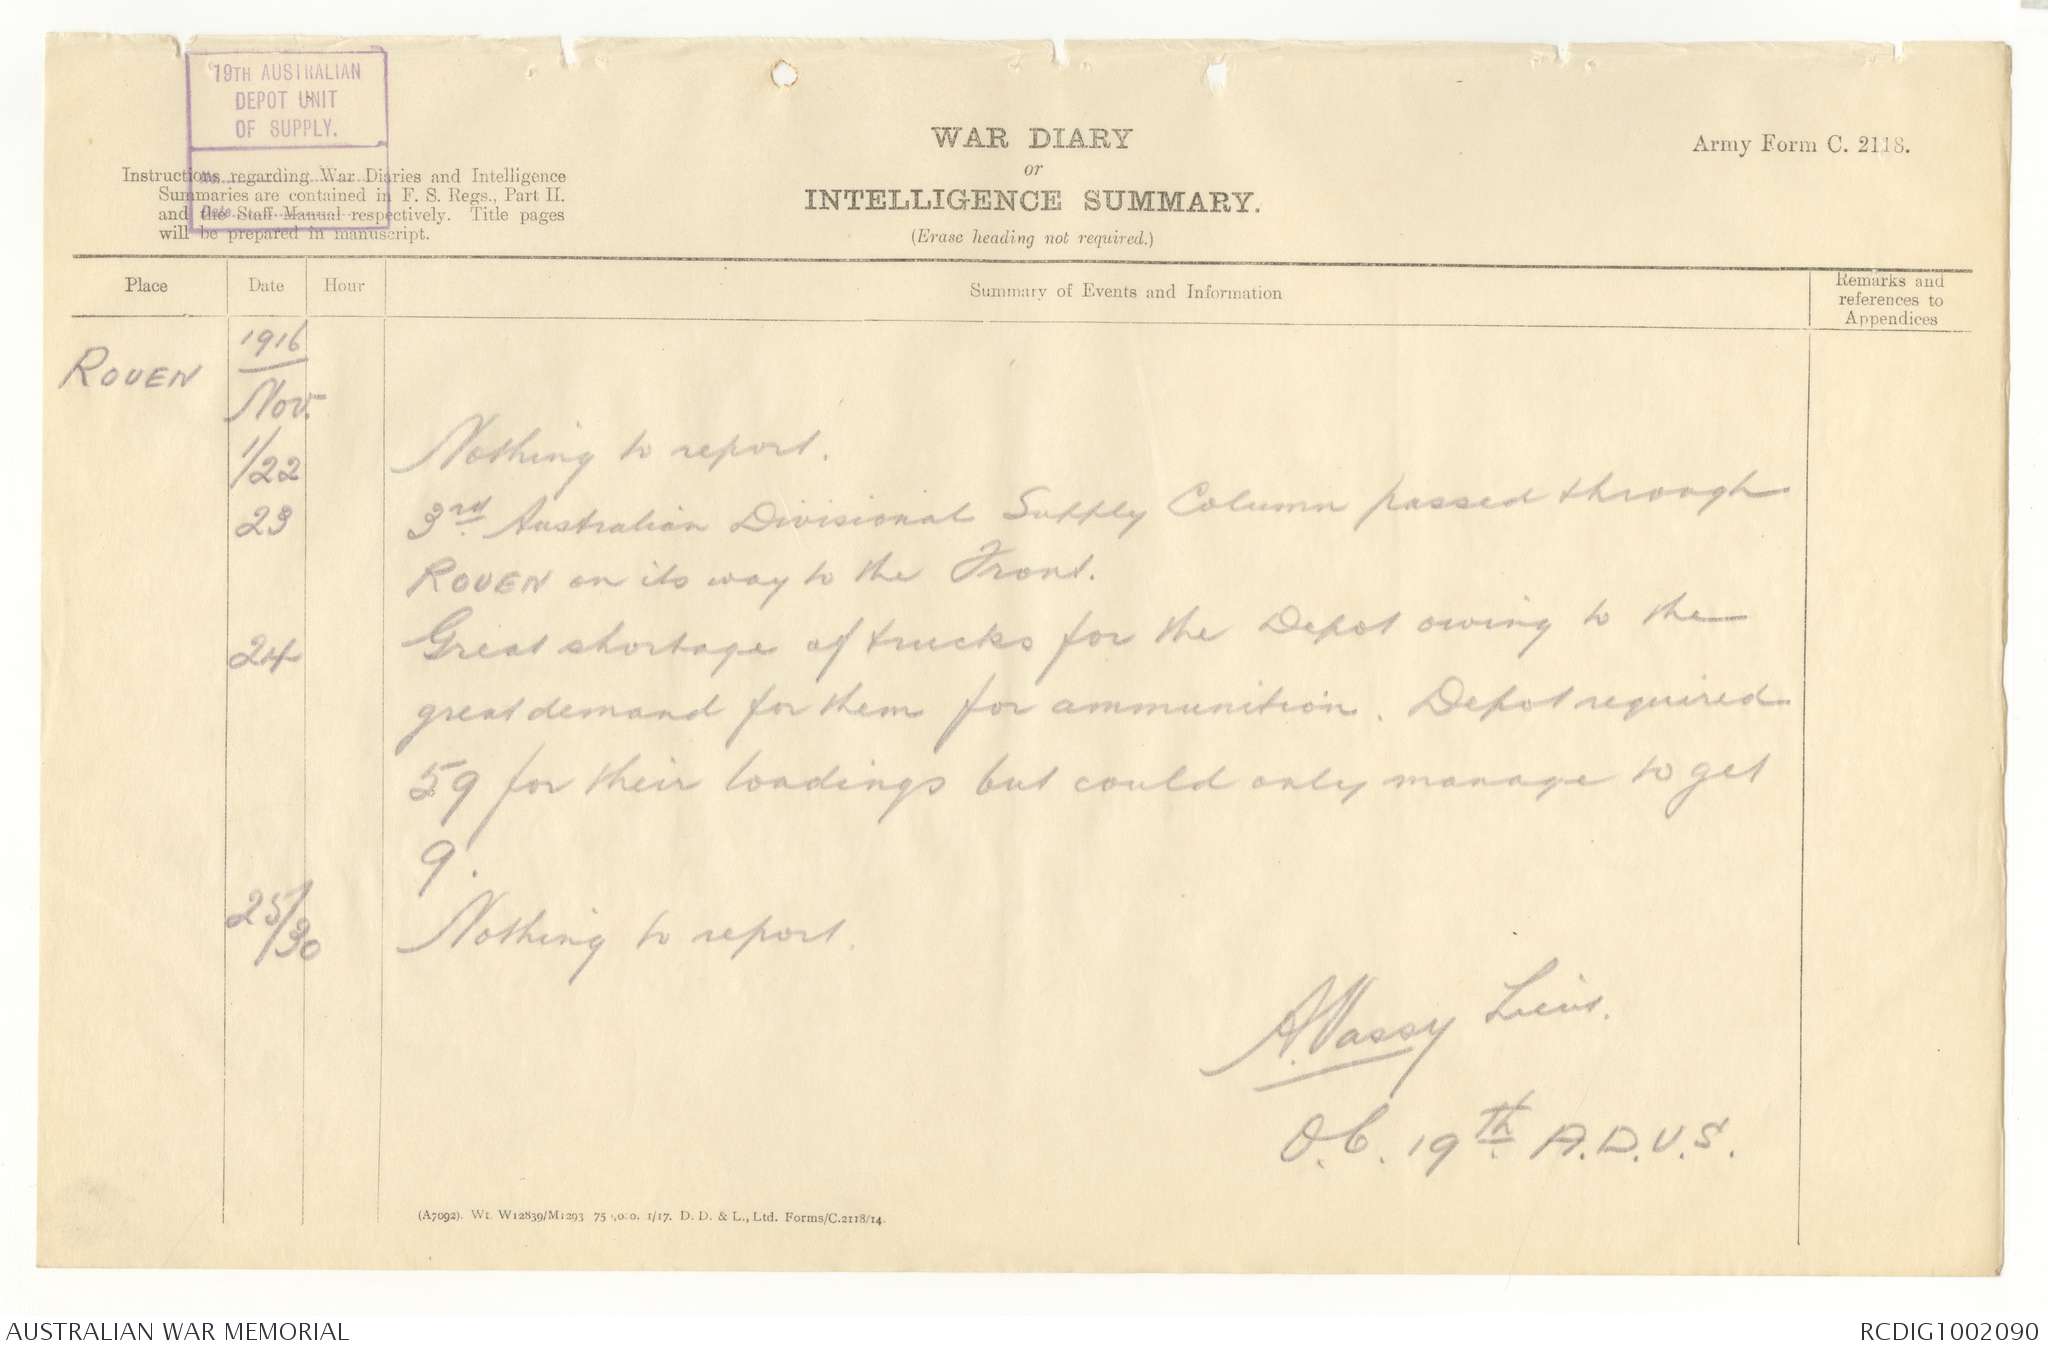 19TH AUSTRALIAN
DEPOT UNIT
OF SUPPLY.
No.
Date
WAR DIARY
or
INTELLIGENCE SUMMARY.
(Erase heading not required.)
Army Form C. 2118.
Instructions regarding War Diaries and Intelligence
Summaries are contained in F. S. Regs., Part II.
and the Staff Manual respectively. Title pages
will be prepared in manuscript.
Place Date Hour Summary of Events and Information Remarks and references to Appendices
1916
ROUEN
Nov.
1/22 Nothing to report.
23 3rd. Australian Divisional Supply Column passed through
ROUEN on its way to the Front.
24 Great shortage of trucks for the Depot owing to the
great demand for them for ammunition. Depot required
59 for their loadings but could only manage to get
9.
25/30 Nothing to report.
A. Vassy Lieut.
O.C. 19th. A.D.U.S.
(A7092). Wt. W12839/M1293 75 ,000. 1/17. D. D. & L., Ltd. Forms/C.2118/14.
AUSTRALIAN WAR MEMORIAL
RCDIG1002090